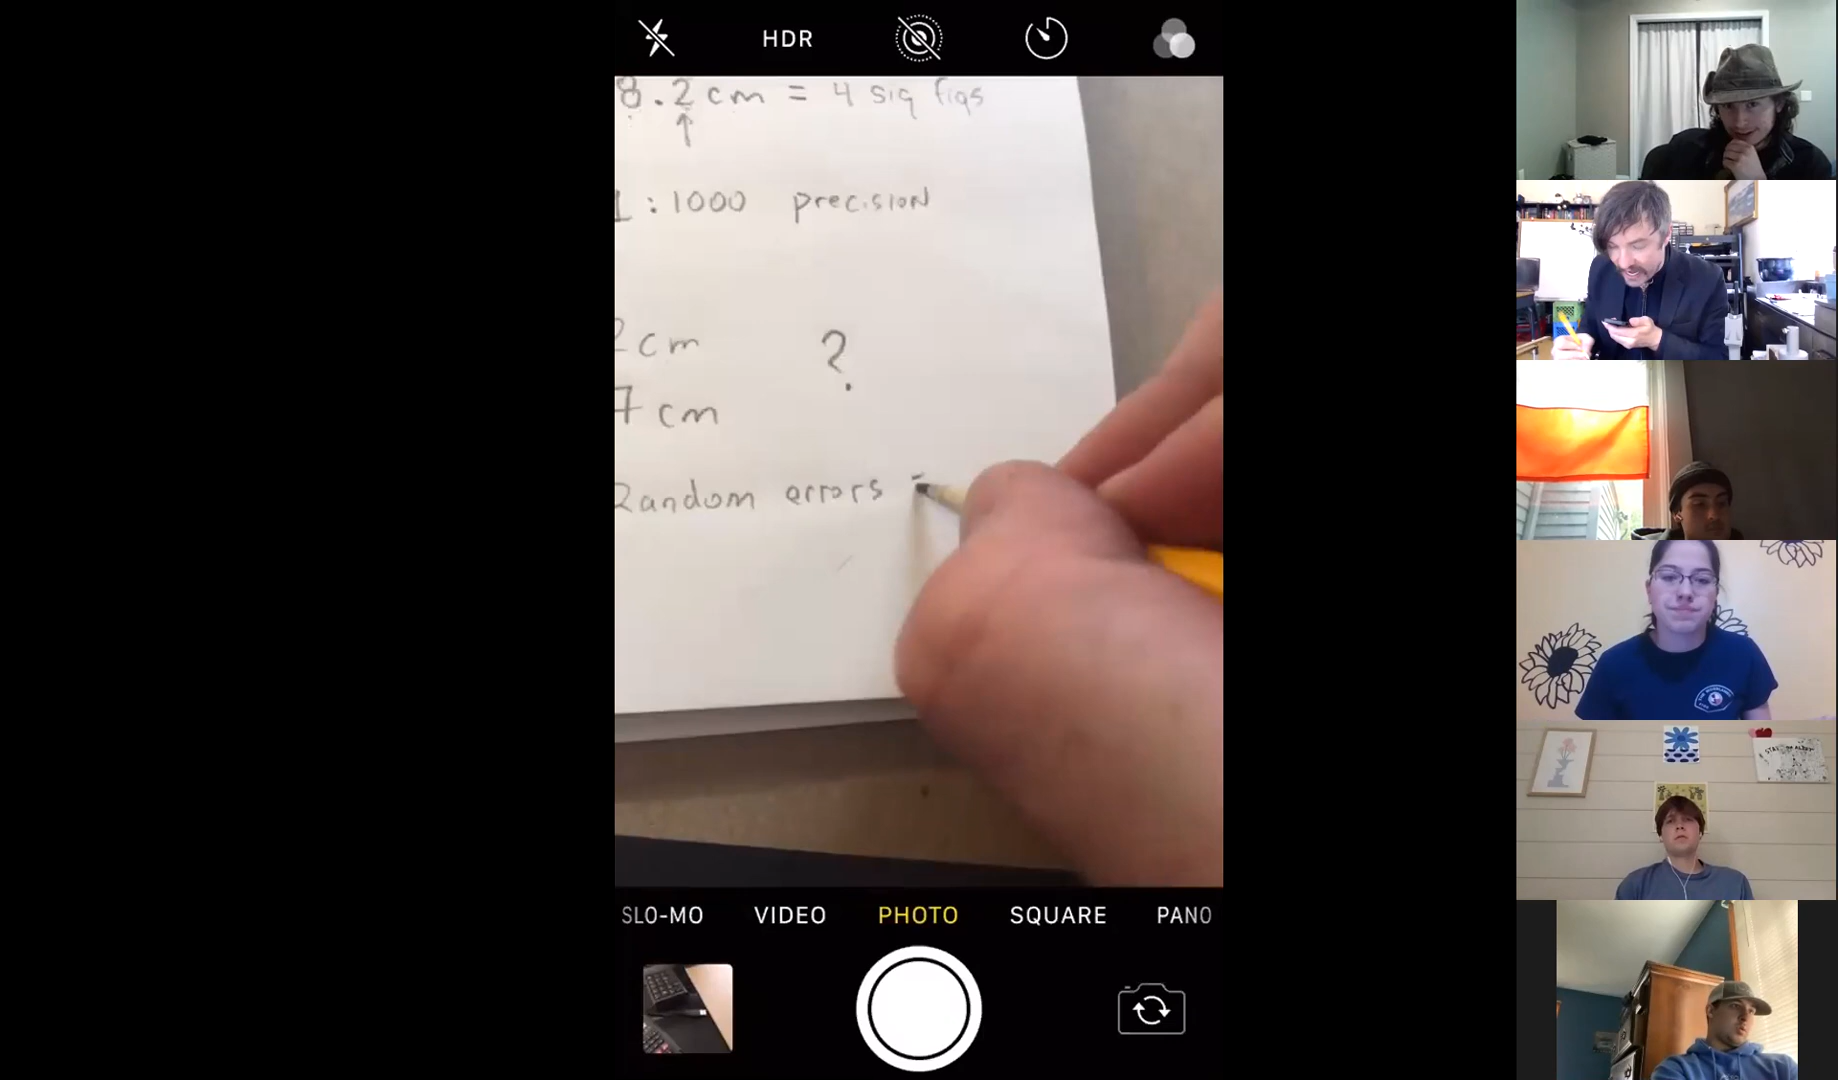 HDR
8.2 cm = 4 sig figs
↑
1 : 1000 precision
2 cm ?
7 cm
Random errors =
SLO-MO VIDEO PHOTO SQUARE PANO